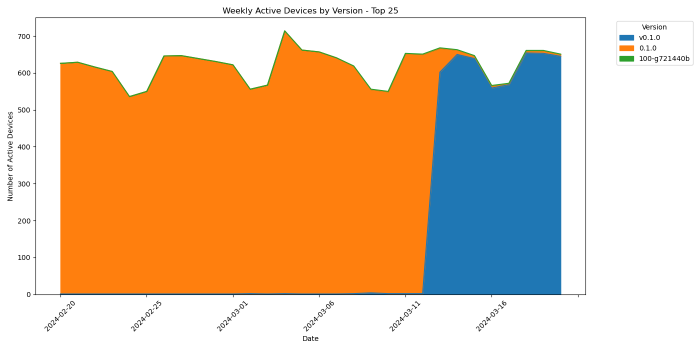 Weekly Active Devices by Version - Top 25
Number of Active Devices
700
600
500
400
300
200
100
0
2024-02-20
2024-02-25
2024-03-01
2024-03-06
2024-03-11
2024-03-16
Date
Version
v0.1.0
0.1.0
100-g721440b